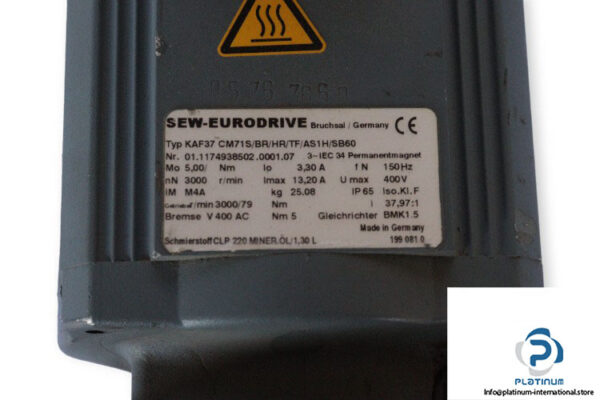 SEW-EURODRIVE Bruchsal / Germany CE
Typ KAF37 CM71S/BR/HR/TF/AS1H/SB60
Nr. 01.1174938502.0001.07 3~IEC 34 Permanentmagnet
Mo 5,00/ Nm Io 3,30 A f N 150 Hz
nN 3000 r/min Imax 13,20 A U max 400V
IM M4A kg 25.08 IP 65 Iso.Kl.F
r/min 3000/79 Nm i 37,97:1
Bremse V 400 AC Nm 5 Gleichrichter BMK1.5
Made in Germany
Schmierstoff CLP 220 MINER.ÖL/1,30 L 199 081.0
PLATINUM
Info@platinum-international.store